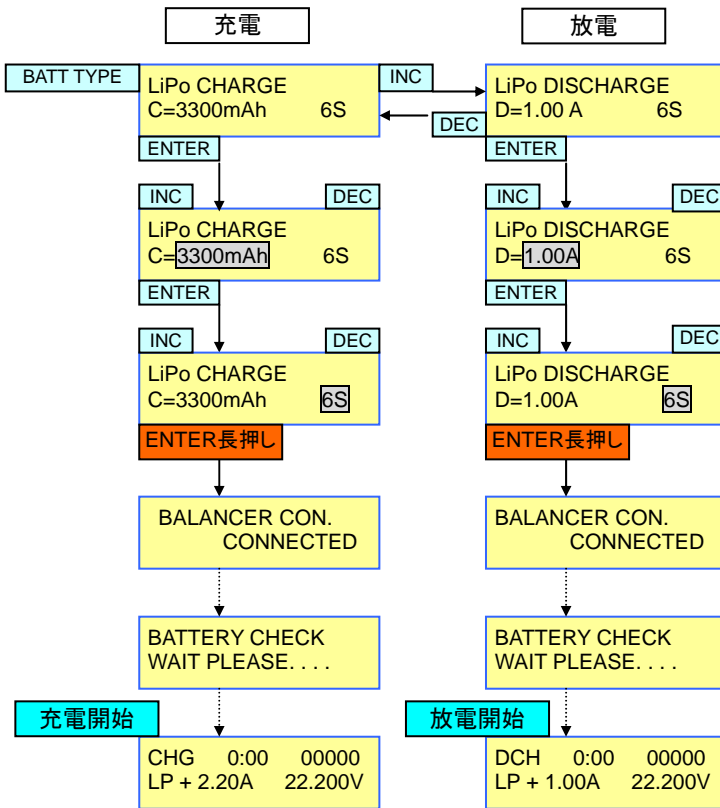 充電
放電
BATT TYPE
LiPo CHARGE
C=3300mAh 6S
INC
DEC
LiPo DISCHARGE
D=1.00 A 6S
ENTER
ENTER
INC
DEC
LiPo CHARGE
C=3300mAh 6S
INC
DEC
LiPo DISCHARGE
D=1.00A 6S
ENTER
ENTER
INC
DEC
LiPo CHARGE
C=3300mAh 6S
INC
DEC
LiPo DISCHARGE
D=1.00A 6S
ENTER長押し
ENTER長押し
BALANCER CON.
CONNECTED
BALANCER CON.
CONNECTED
BATTERY CHECK
WAIT PLEASE. . . .
BATTERY CHECK
WAIT PLEASE. . . .
充電開始
放電開始
CHG 0:00 00000
LP + 2.20A 22.200V
DCH 0:00 00000
LP + 1.00A 22.200V